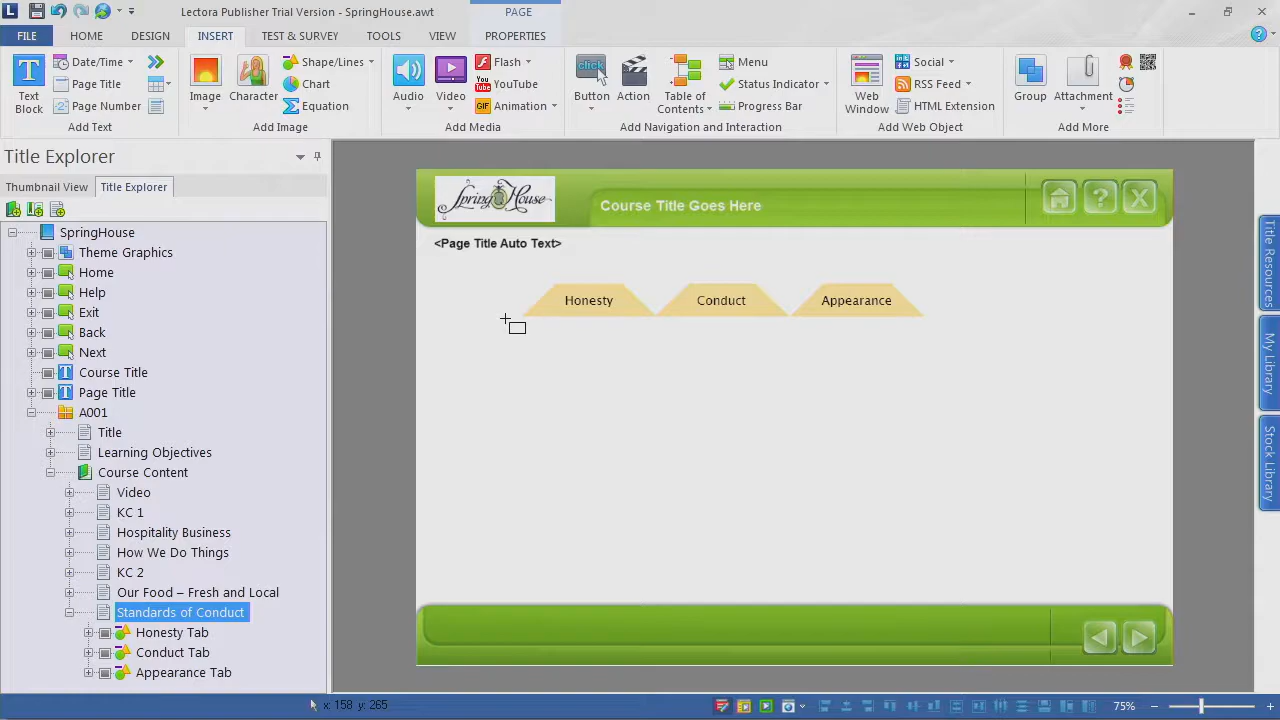 Lectora Publisher Trial Version - SpringHouse.awt
PAGE
FILE HOME DESIGN INSERT TEST & SURVEY TOOLS VIEW PROPERTIES
Text Block
Date/Time
Page Title
Page Number
Add Text
Image
Character
Shape/Lines
Chart
Equation
Add Image
Audio
Video
Flash
YouTube
Animation
Add Media
click
Button
Action
Table of Contents
Menu
Status Indicator
Progress Bar
Add Navigation and Interaction
Web Window
Social
RSS Feed
HTML Extension
Add Web Object
Group
Attachment
Add More
Title Explorer
Thumbnail View
Title Explorer
SpringHouse
Theme Graphics
Home
Help
Exit
Back
Next
Course Title
Page Title
A001
Title
Learning Objectives
Course Content
Video
KC 1
Hospitality Business
How We Do Things
KC 2
Our Food – Fresh and Local
Standards of Conduct
Honesty Tab
Conduct Tab
Appearance Tab
Spring House
Course Title Goes Here
<Page Title Auto Text>
Honesty
Conduct
Appearance
Title Resources
My Library
Stock Library
x: 158 y: 265
75%